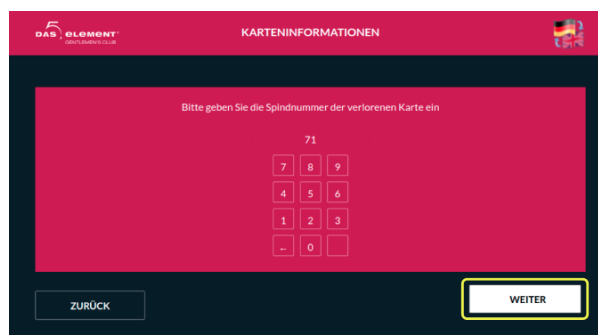 DAS 5 ELEMENT
GENTLEMEN'S CLUB
KARTENINFORMATIONEN
Bitte geben Sie die Spindnummer der verlorenen Karte ein
71
7 8 9
4 5 6
1 2 3
← 0
ZURÜCK
WEITER